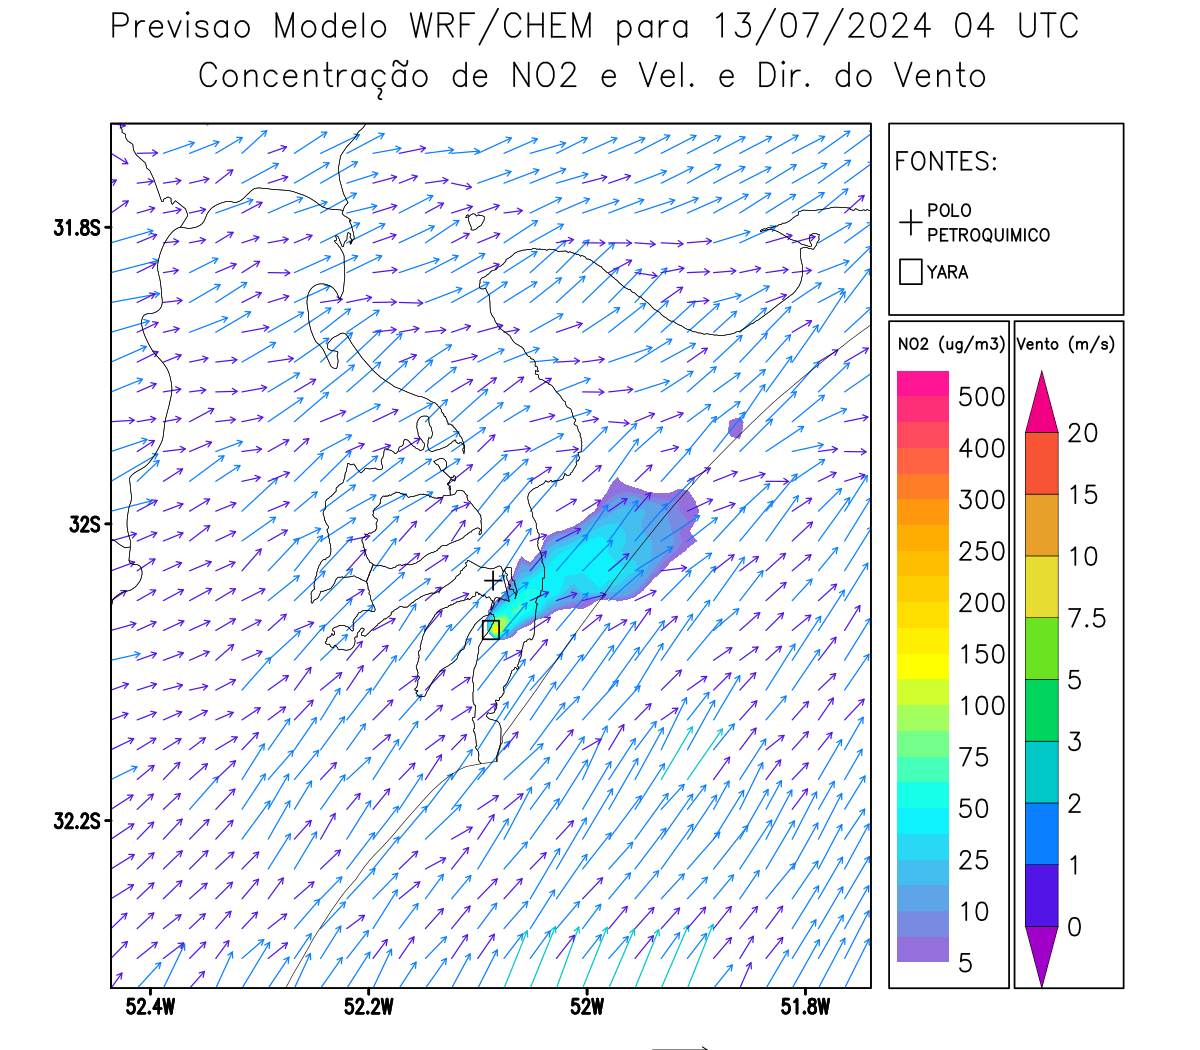 Previsao Modelo WRF/CHEM para 13/07/2024 04 UTC
Concentração de NO2 e Vel. e Dir. do Vento
FONTES:
POLO
PETROQUIMICO
YARA
NO2 (ug/m3)
500
400
300
250
200
150
100
75
50
25
10
5
Vento (m/s)
20
15
10
7.5
5
3
2
1
0
31.8S
32S
32.2S
52.4W
52.2W
52W
51.8W